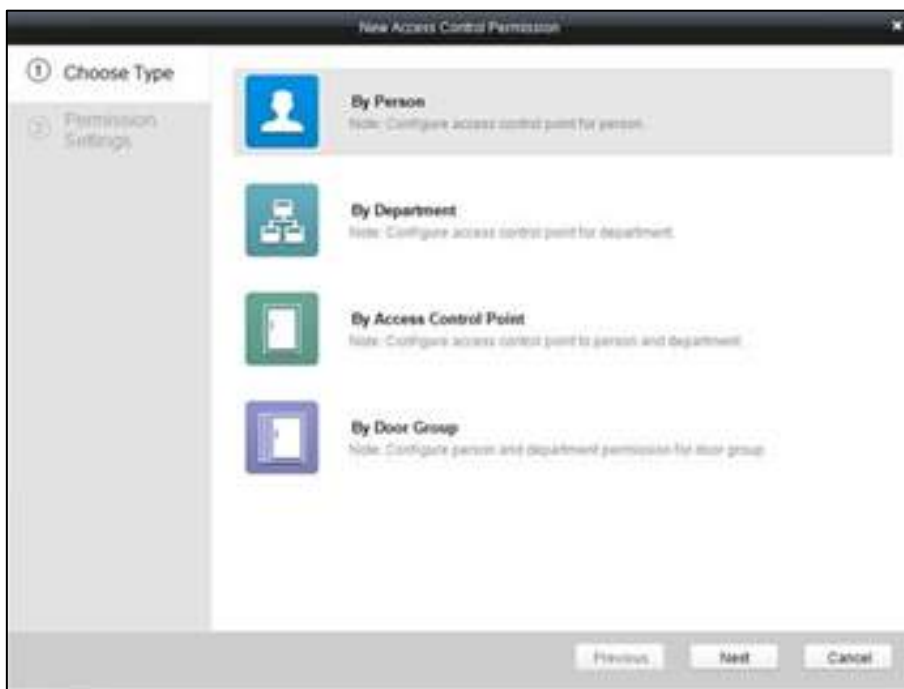 New Access Control Permission
1 Choose Type
2 Permission
Settings
By Person
Note: Configure access control point for person.
By Department
Note: Configure access control point for department.
By Access Control Point
Note: Configure access control point to person and department.
By Door Group
Note: Configure person and department permission for door group.
Previous Next Cancel